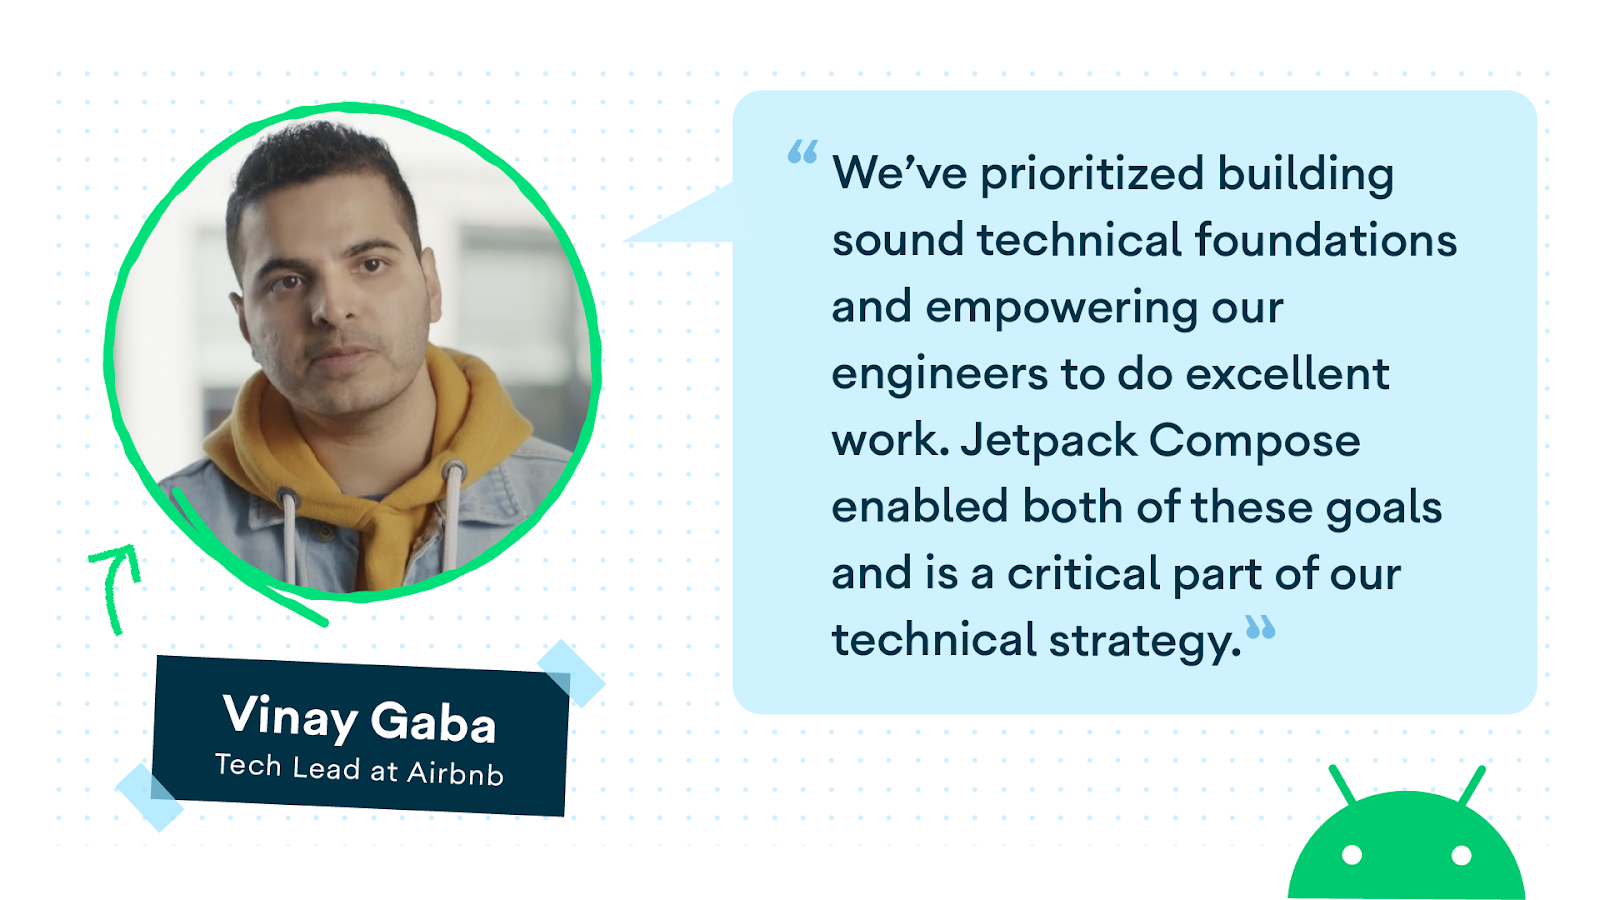 “We’ve prioritized building
sound technical foundations
and empowering our
engineers to do excellent
work. Jetpack Compose
enabled both of these goals
and is a critical part of our
technical strategy.”
Vinay Gaba
Tech Lead at Airbnb